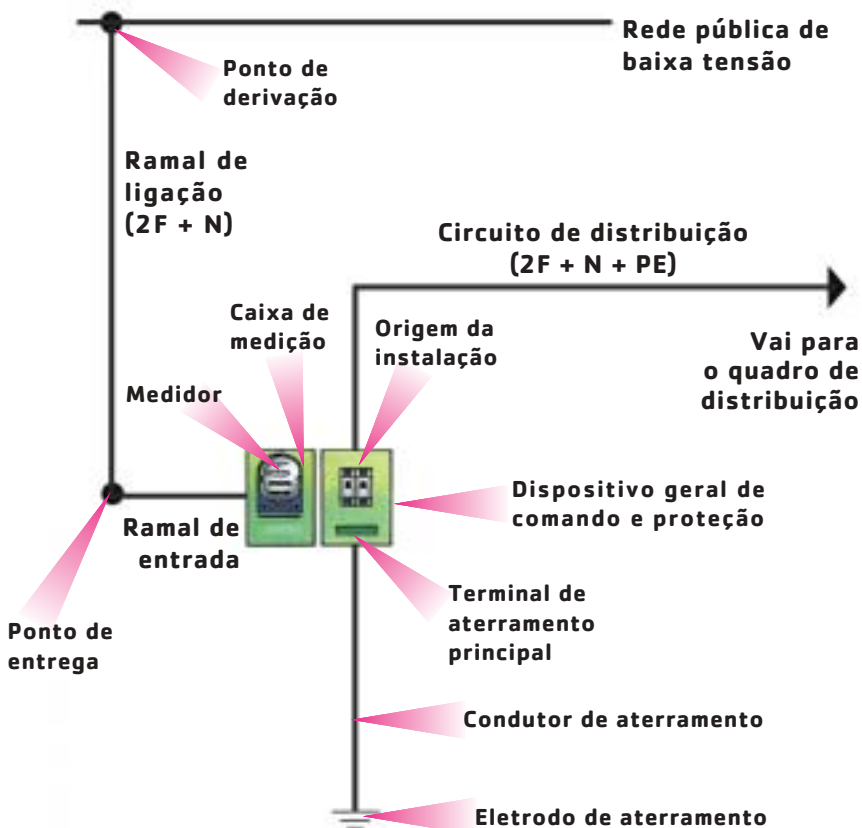 Rede pública de
baixa tensão
Ponto de
derivação
Ramal de
ligação
(2F + N)
Circuito de distribuição
(2F + N + PE)
Caixa de
medição
Origem da
instalação
Vai para
o quadro de
distribuição
Medidor
Dispositivo geral de
comando e proteção
Ramal de
entrada
Terminal de
aterramento
principal
Ponto de
entrega
Condutor de aterramento
Eletrodo de aterramento